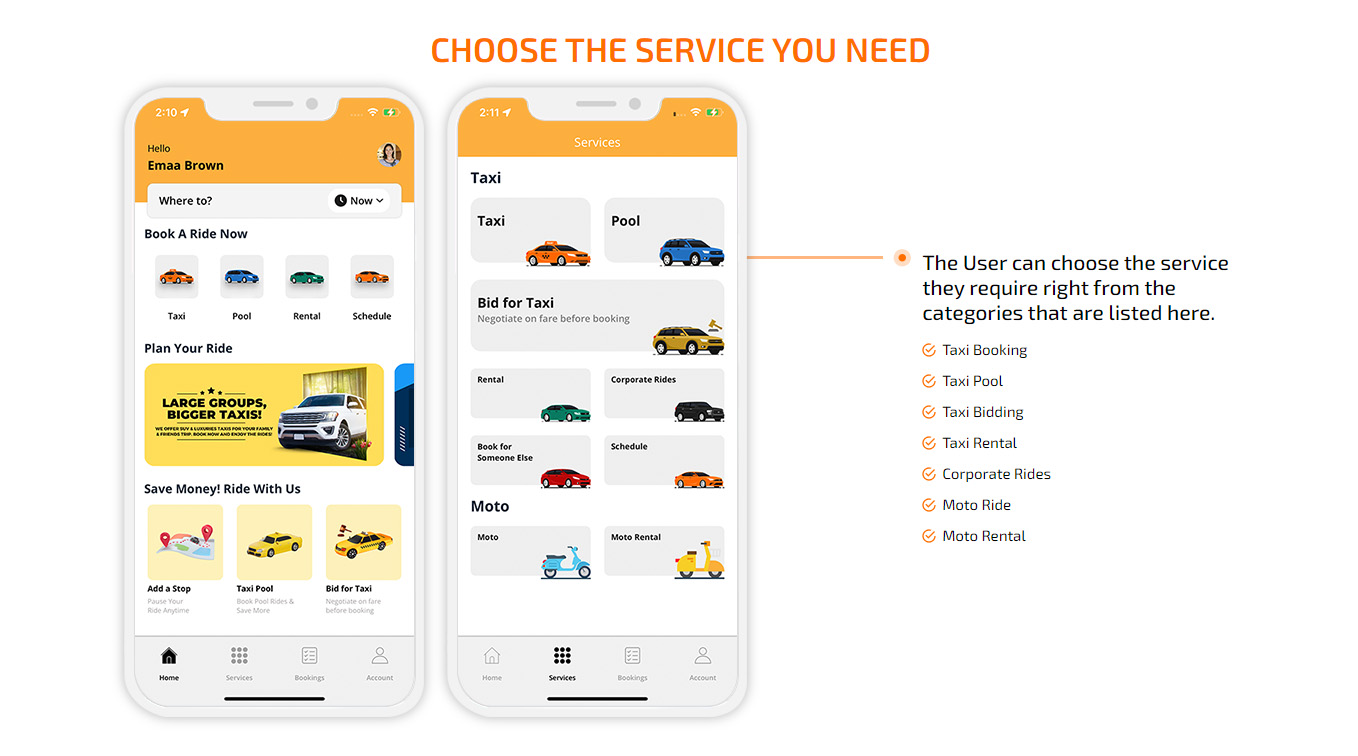 CHOOSE THE SERVICE YOU NEED
2:10
Hello
Emaa Brown
Where to?
Now
Book A Ride Now
Taxi
Pool
Rental
Schedule
Plan Your Ride
LARGE GROUPS,
BIGGER TAXIS!
WE OFFER SUV & LUXURIES TAXIS FOR YOUR FAMILY
& FRIENDS TRIP. BOOK NOW AND ENJOY THE RIDES!
Save Money! Ride With Us
Add a Stop
Pause Your
Ride Anytime
Taxi Pool
Book Pool Rides &
Save More
Bid for Taxi
Negotiate on fare
before booking
Home
Services
Bookings
Account
2:11
Services
Taxi
Taxi
Pool
Bid for Taxi
Negotiate on fare before booking
Rental
Corporate Rides
Book for
Someone Else
Schedule
Moto
Moto
Moto Rental
Home
Services
Bookings
Account
The User can choose the service
they require right from the
categories that are listed here.
Taxi Booking
Taxi Pool
Taxi Bidding
Taxi Rental
Corporate Rides
Moto Ride
Moto Rental